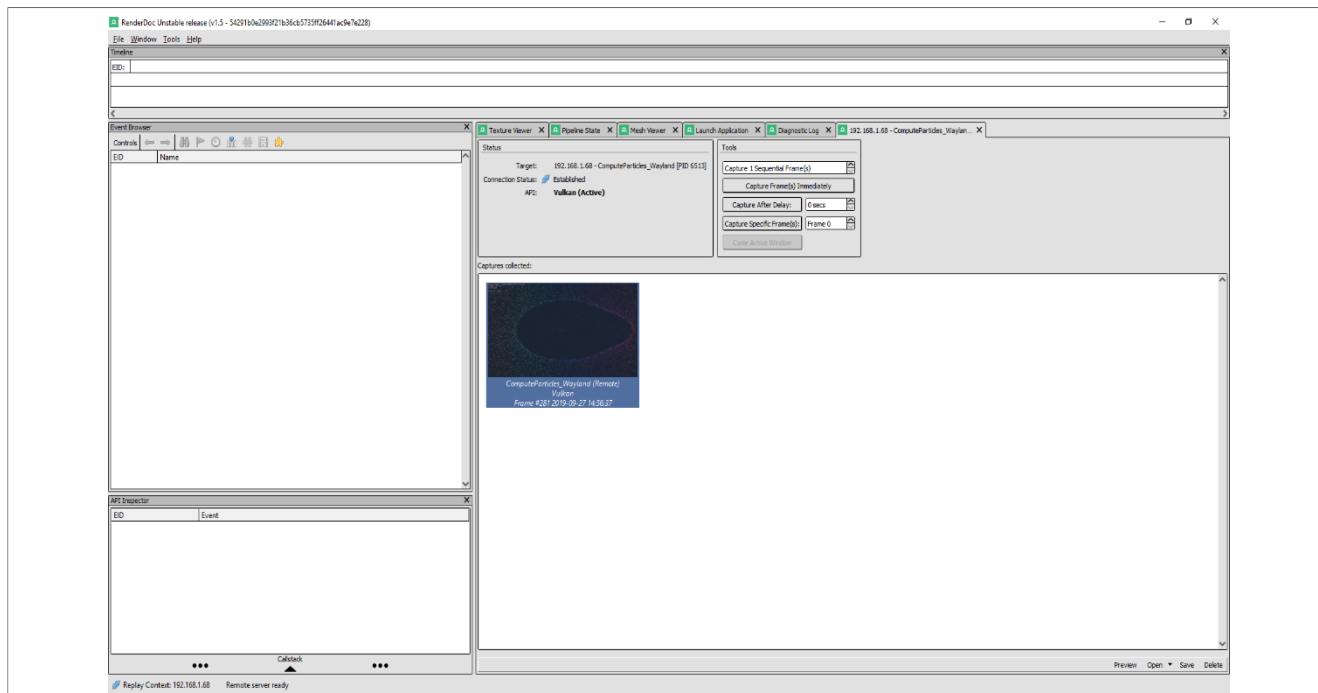 RenderDoc Unstable release (v1.5 - 54291b0e2993f21b36cb5735ff26441ac9e7e228)
File Window Tools Help
Timeline
EID:
Event Browser
Controls
EID Name
API Inspector
EID Event
Callstack
Texture Viewer Pipeline State Mesh Viewer Launch Application Diagnostic Log 192.168.1.68 - ComputeParticles_Waylan...
Status
Target: 192.168.1.68 - ComputeParticles_Wayland [PID 6513]
Connection Status: Established
API: Vulkan (Active)
Tools
Capture 1 Sequential Frame(s)
Capture Frame(s) Immediately
Capture After Delay: 0 secs
Capture Specific Frame(s): Frame 0
Cycle Active Window
Captures collected:
ComputeParticles_Wayland (Remote)
Vulkan
Frame #281 2019-09-27 14:56:37
Preview Open Save Delete
Replay Context: 192.168.1.68 Remote server ready